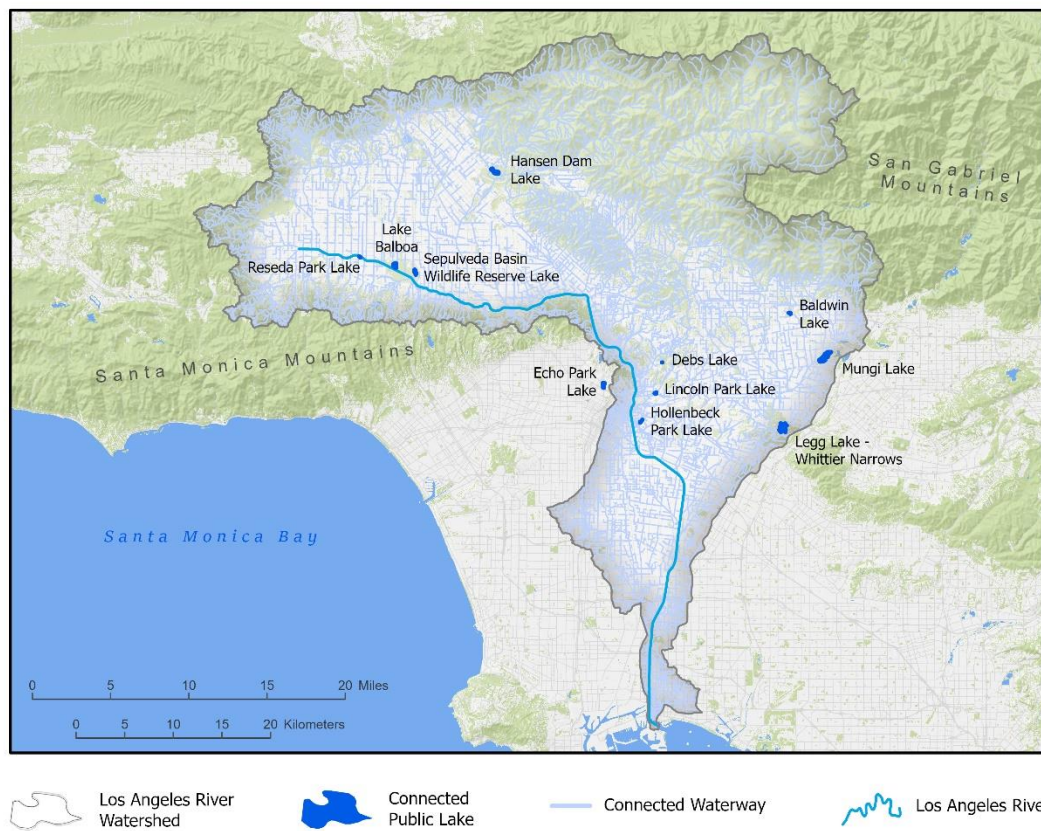 Hansen Dam
Lake
San Gabriel
Mountains
Lake
Balboa
Reseda Park Lake
Sepulveda Basin
Wildlife Reserve Lake
Baldwin
Lake
Santa Monica Mountains
Echo Park
Lake
Debs Lake
Mungi Lake
Lincoln Park Lake
Hollenbeck
Park Lake
Legg Lake -
Whittier Narrows
Santa Monica Bay
0 5 10 15 20 Miles
0 5 10 15 20 Kilometers
Los Angeles River
Watershed
Connected
Public Lake
Connected Waterway
Los Angeles River